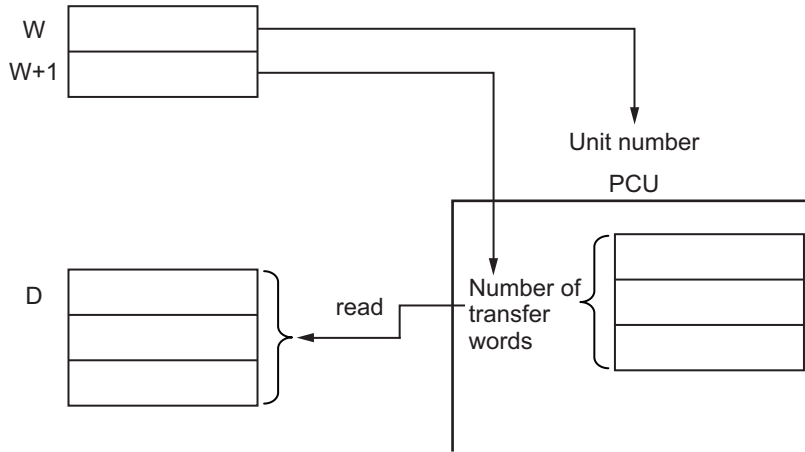 W
W+1
Unit number
PCU
D
read
Number of
transfer
words